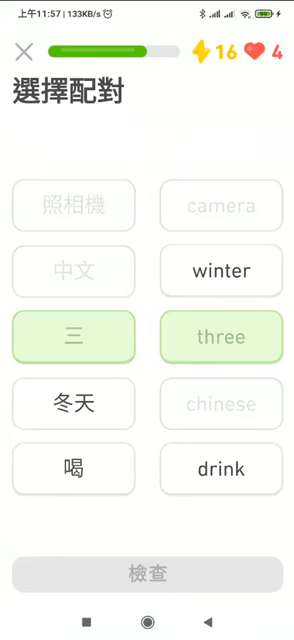 上午11:57 | 133KB/s
16
4
選擇配對
照相機
camera
中文
winter
三
three
冬天
chinese
喝
drink
檢查